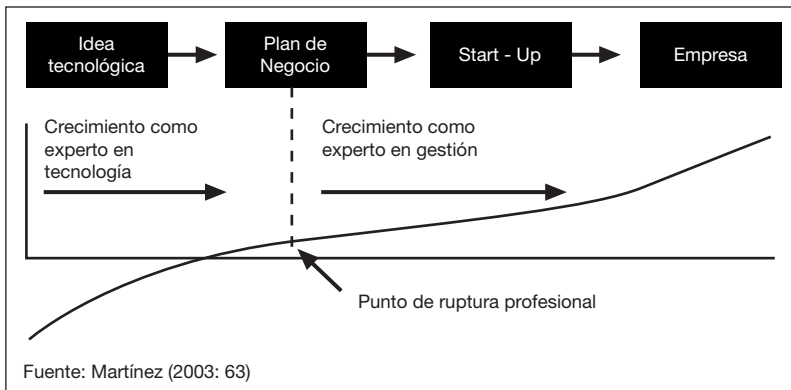 Idea
tecnológica
Plan de
Negocio
Start - Up
Empresa
Crecimiento como
experto en
tecnología
Crecimiento como
experto en gestión
Punto de ruptura profesional
Fuente: Martínez (2003: 63)